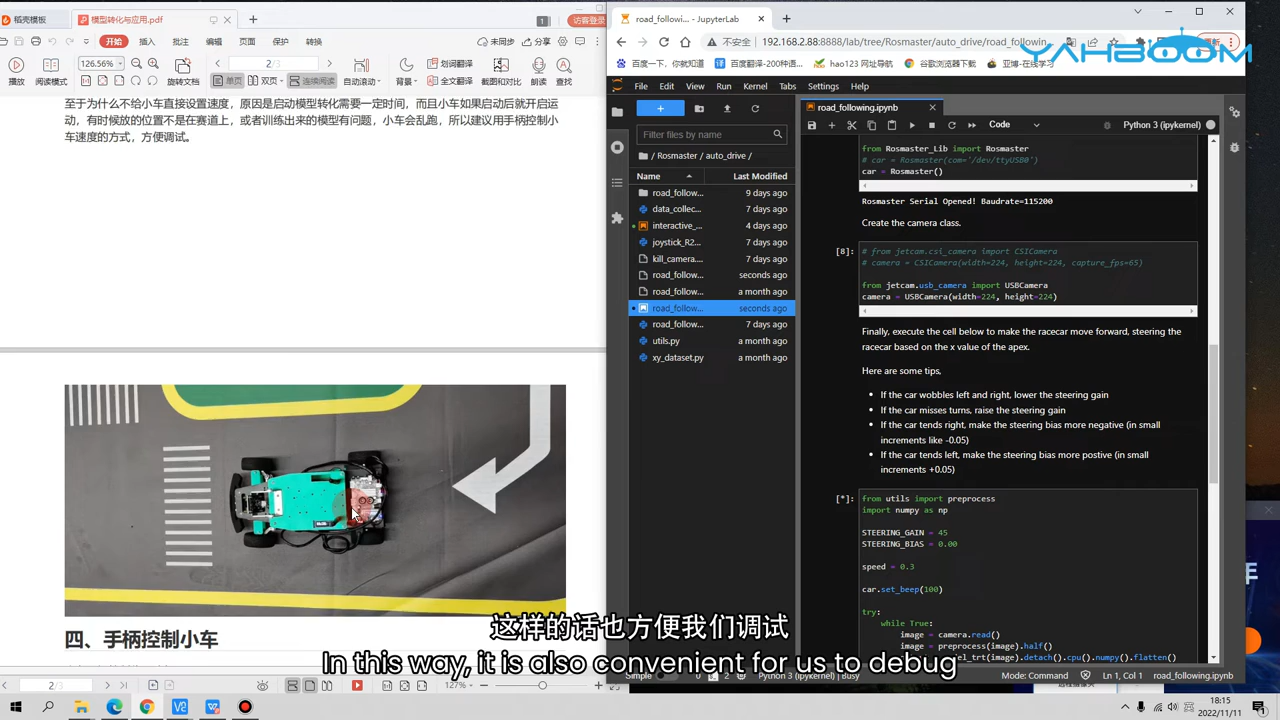 稻壳模板
模型转化与应用.pdf
1
访客登录
road_followi... - JupyterLab
开始
插入
批注
编辑
页面
保护
转换
未同步
分享
不安全
192.168.2.88:8888/lab/tree/Rosmaster/auto_drive/road_followin...
YAHBOOM
126.56%
2/3
阅读模式
旋转文档
单页
双页
连续阅读
自动滚动
背景
划词翻译
全文翻译
截图和对比
朗读
查找
百度一下，你就知道
百度翻译-200种语...
hao123 网址导航
谷歌浏览器下载
亚博-在线学习
File Edit View Run Kernel Tabs Settings Help
至于为什么不给小车直接设置速度，原因是启动模型转化需要一定时间，而且小车如果启动后就开启运
动，有时候放的位置不是在赛道上，或者训练出来的模型有问题，小车会乱跑，所以建议用手柄控制小
车速度的方式，方便调试。
Filter files by name
/ Rosmaster / auto_drive /
Name Last Modified
road_follow... 9 days ago
data_collec... 7 days ago
interactive_... 4 days ago
joystick_R2... 7 days ago
kill_camera.... 7 days ago
road_follow... seconds ago
road_follow... a month ago
road_follow... seconds ago
road_follow... 7 days ago
utils.py a month ago
xy_dataset.py a month ago
road_following.ipynb
Code
Python 3 (ipykernel)
from Rosmaster_Lib import Rosmaster
# car = Rosmaster(com='/dev/ttyUSB0')
car = Rosmaster()
Rosmaster Serial Opened! Baudrate=115200
Create the camera class.
[8]:
# from jetcam.csi_camera import CSICamera
# camera = CSICamera(width=224, height=224, capture_fps=65)
from jetcam.usb_camera import USBCamera
camera = USBCamera(width=224, height=224)
Finally, execute the cell below to make the racecar move forward, steering the
racecar based on the x value of the apex.
Here are some tips,
If the car wobbles left and right, lower the steering gain
If the car misses turns, raise the steering gain
If the car tends right, make the steering bias more negative (in small
increments like -0.05)
If the car tends left, make the steering bias more postive (in small
increments +0.05)
[*]:
from utils import preprocess
import numpy as np
STEERING_GAIN = 45
STEERING_BIAS = 0.00
speed = 0.3
car.set_beep(100)
try:
while True:
image = camera.read()
image = preprocess(image).half()
el_trt(image).detach().cpu().numpy().flatten()
四、手柄控制小车
这样的话也方便我们调试
In this way, it is also convenient for us to debug
2/3
127%
Simple
2
Python 3 (ipykernel) | Busy
Mode: Command
Ln 1, Col 1
road_following.ipynb
18:15
2022/11/11